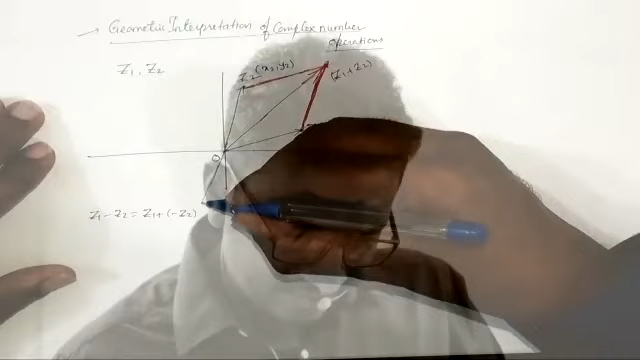 → Geometric Interpretation of Complex number
operations
Z₁, Z₂
Z₂ (x₂, y₂)
(Z₁+Z₂)
O
Z₁ - Z₂ = Z₁ + (-Z₂)